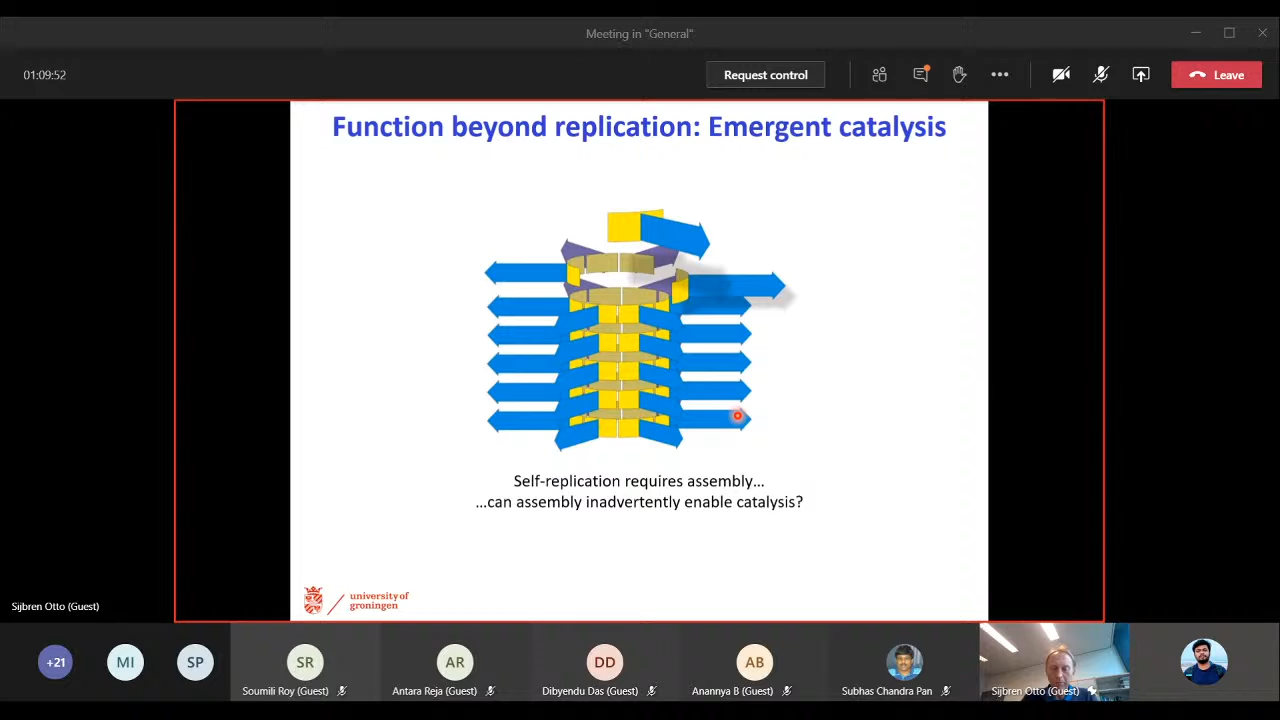 Meeting in "General"
01:09:52
Request control
Leave
Function beyond replication: Emergent catalysis
Self-replication requires assembly...
...can assembly inadvertently enable catalysis?
university of
groningen
Sijbren Otto (Guest)
+21
MI
SP
SR
Soumili Roy (Guest)
AR
Antara Reja (Guest)
DD
Dibyendu Das (Guest)
AB
Anannya B (Guest)
Subhas Chandra Pan
Sijbren Otto (Guest)